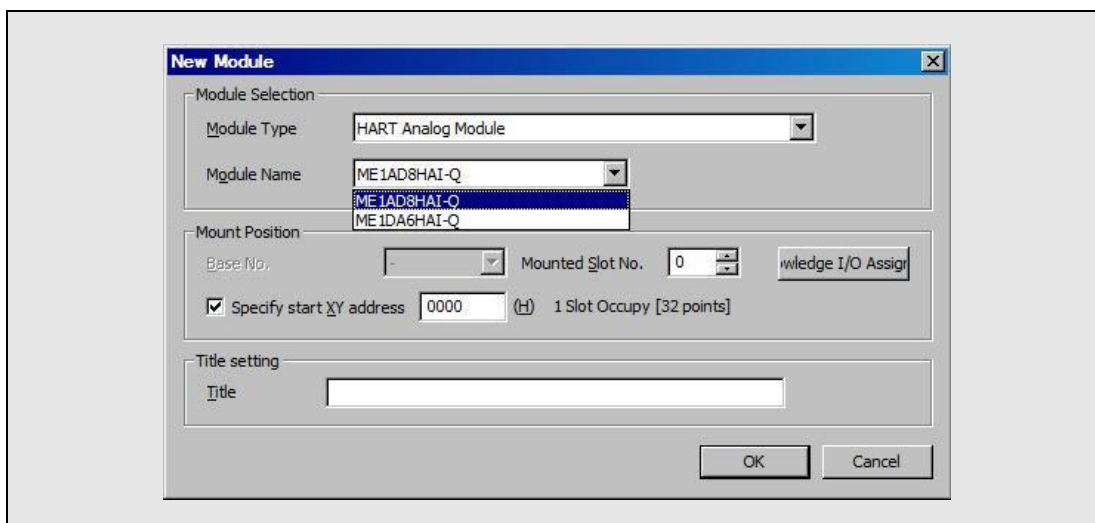 New Module
Module Selection
Module Type HART Analog Module
Module Name ME1AD8HAI-Q
ME1AD8HAI-Q
ME1DA6HAI-Q
Mount Position
Base No. - Mounted Slot No. 0 owledge I/O Assign
Specify start XY address 0000 (H) 1 Slot Occupy [32 points]
Title setting
Title
OK Cancel